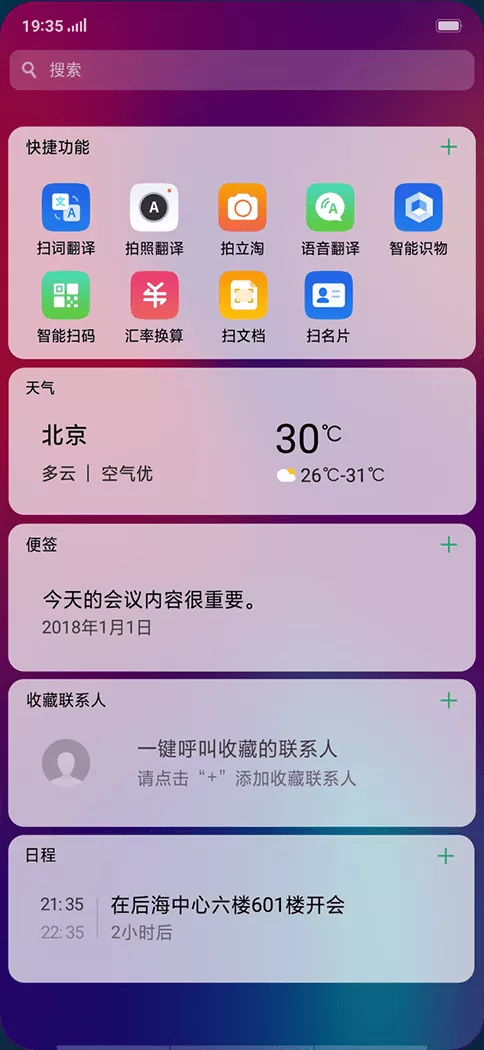 19:35
搜索
快捷功能
扫词翻译 拍照翻译 拍立淘 语音翻译 智能识物
智能扫码 汇率换算 扫文档 扫名片
天气
北京 30℃
多云 | 空气优 26℃-31℃
便签
今天的会议内容很重要。
2018年1月1日
收藏联系人
一键呼叫收藏的联系人
请点击“+”添加收藏联系人
日程
21:35 在后海中心六楼601楼开会
22:35 2小时后